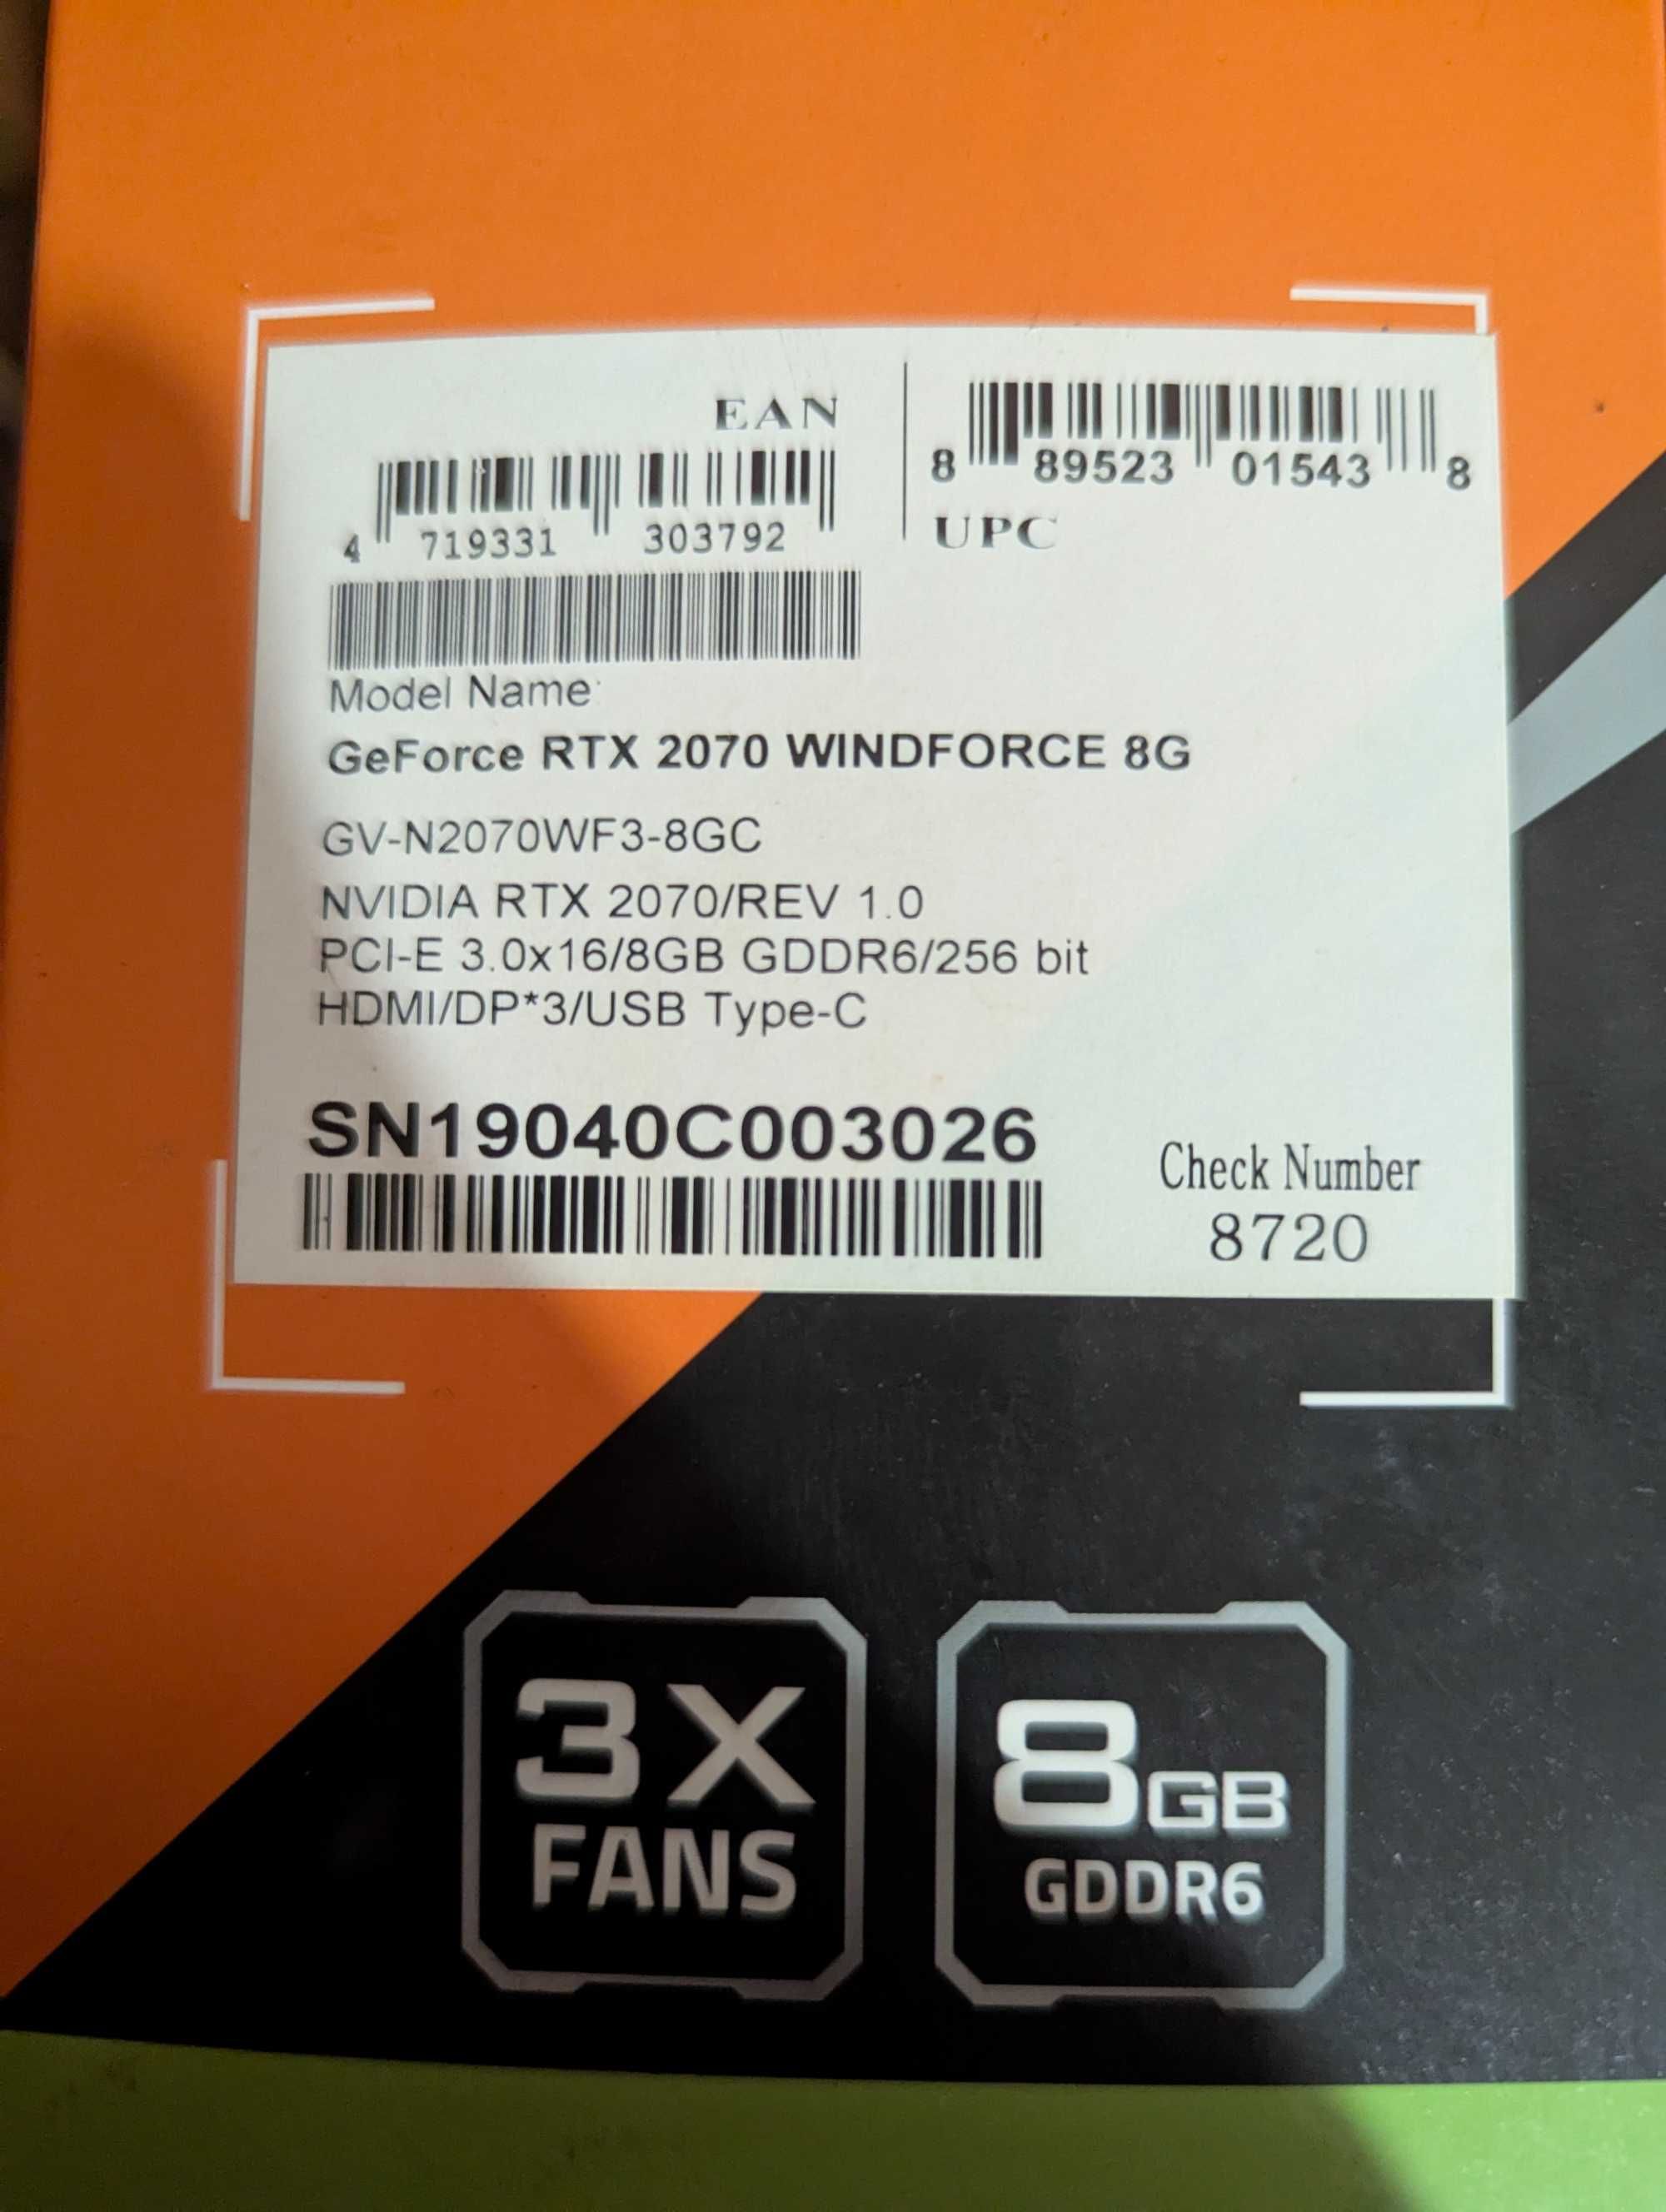 EAN
4 719331 303792
8 89523 01543 8
UPC
Model Name
GeForce RTX 2070 WINDFORCE 8G
GV-N2070WF3-8GC
NVIDIA RTX 2070/REV 1.0
PCI-E 3.0x16/8GB GDDR6/256 bit
HDMI/DP*3/USB Type-C
SN19040C003026
Check Number
8720
3X
FANS
8GB
GDDR6